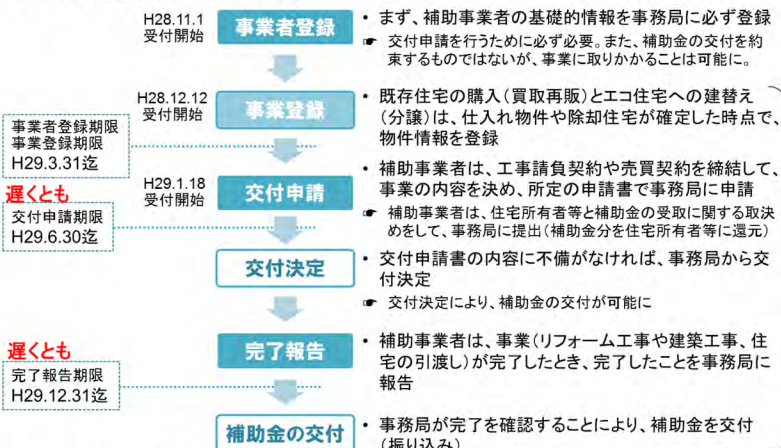 H28.11.1
受付開始
事業者登録
• まず、補助事業者の基礎的情報を事務局に必ず登録
☛ 交付申請を行うために必ず必要。また、補助金の交付を約
束するものではないが、事業に取りかかることは可能に。
H28.12.12
受付開始
事業登録
• 既存住宅の購入(買取再販)とエコ住宅への建替え
(分譲)は、仕入れ物件や除却住宅が確定した時点で、
物件情報を登録
事業者登録期限
事業登録期限
H29.3.31迄
H29.1.18
受付開始
交付申請
• 補助事業者は、工事請負契約や売買契約を締結して、
事業の内容を決め、所定の申請書で事務局に申請
☛ 補助事業者は、住宅所有者等と補助金の受取に関する取決
めをして、事務局に提出(補助金分を住宅所有者等に還元)
遅くとも
交付申請期限
H29.6.30迄
交付決定
• 交付申請書の内容に不備がなければ、事務局から交
付決定
☛ 交付決定により、補助金の交付が可能に
完了報告
• 補助事業者は、事業(リフォーム工事や建築工事、住
宅の引渡し)が完了したとき、完了したことを事務局に
報告
遅くとも
完了報告期限
H29.12.31迄
補助金の交付
• 事務局が完了を確認することにより、補助金を交付
(振り込み)